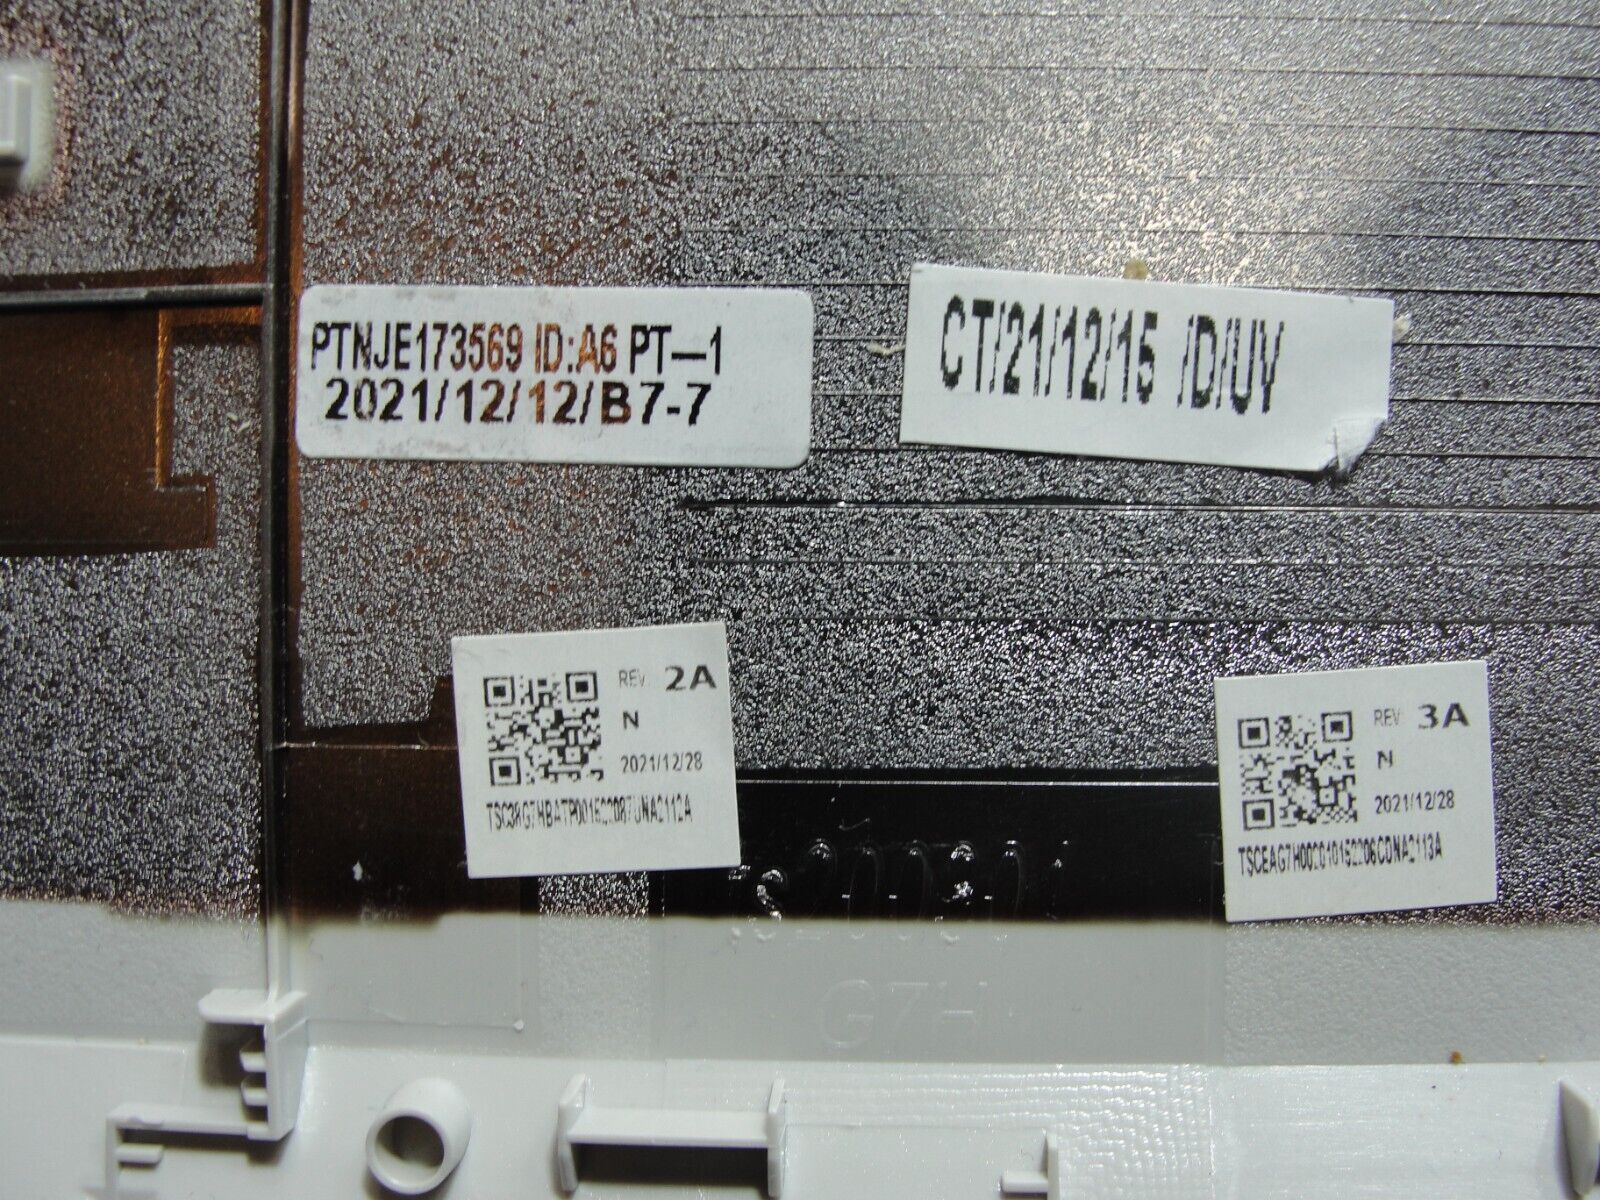 PTNJE173569 ID:A6 PT-1
2021/12/12/B7-7
CT/21/12/15 /D/UV
REV: 2A
N
2021/12/28
REV: 3A
N
2021/12/28
G7H